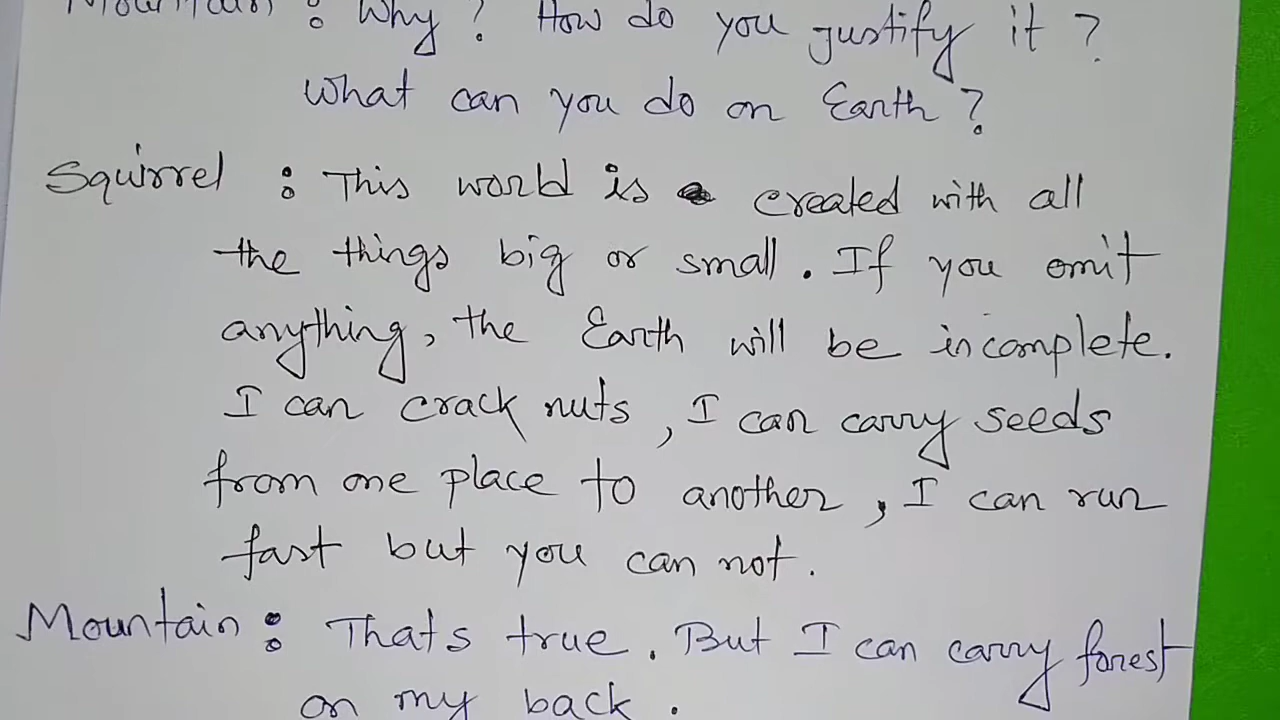 Mountain : Why? How do you justify it?
What can you do on Earth?
Squirrel : This world is created with all
the things big or small. If you omit
anything, the Earth will be incomplete.
I can crack nuts, I can carry seeds
from one place to another, I can run
fast but you can not.
Mountain : Thats true. But I can carry forest
on my back.